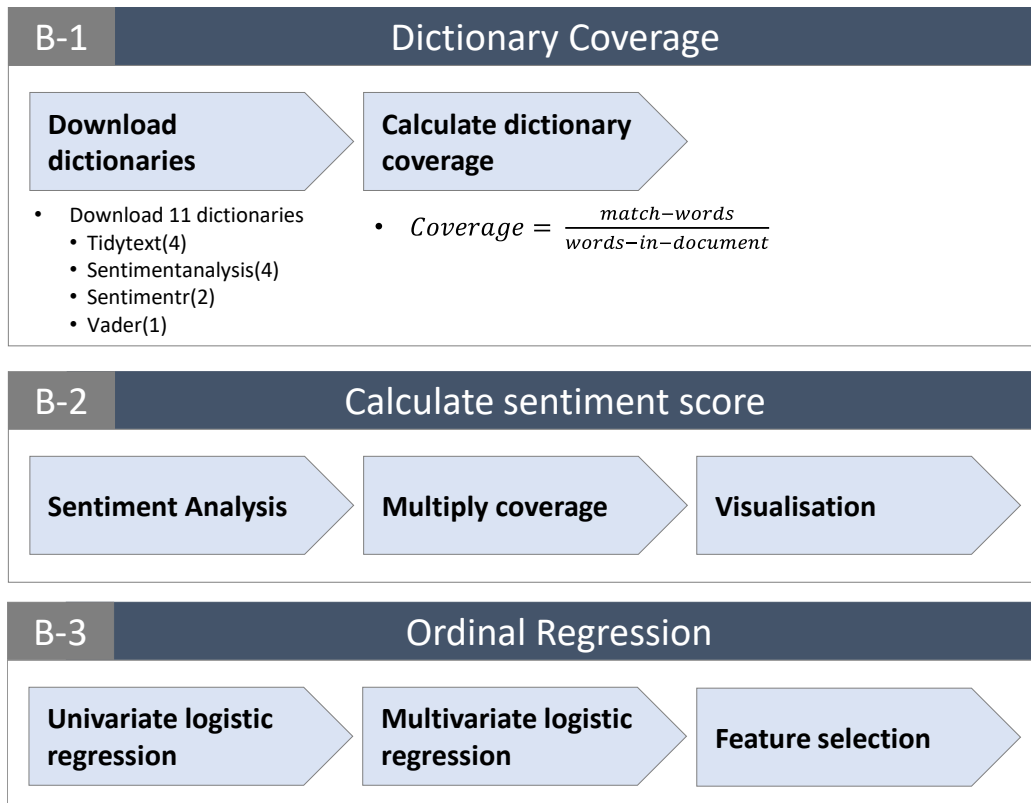 B-1 Dictionary Coverage
Download
dictionaries
Calculate dictionary
coverage
• Download 11 dictionaries
• Tidytext(4)
• Sentimentanalysis(4)
• Sentimentr(2)
• Vader(1)
• Coverage = match−words / words−in−document
B-2 Calculate sentiment score
Sentiment Analysis
Multiply coverage
Visualisation
B-3 Ordinal Regression
Univariate logistic
regression
Multivariate logistic
regression
Feature selection